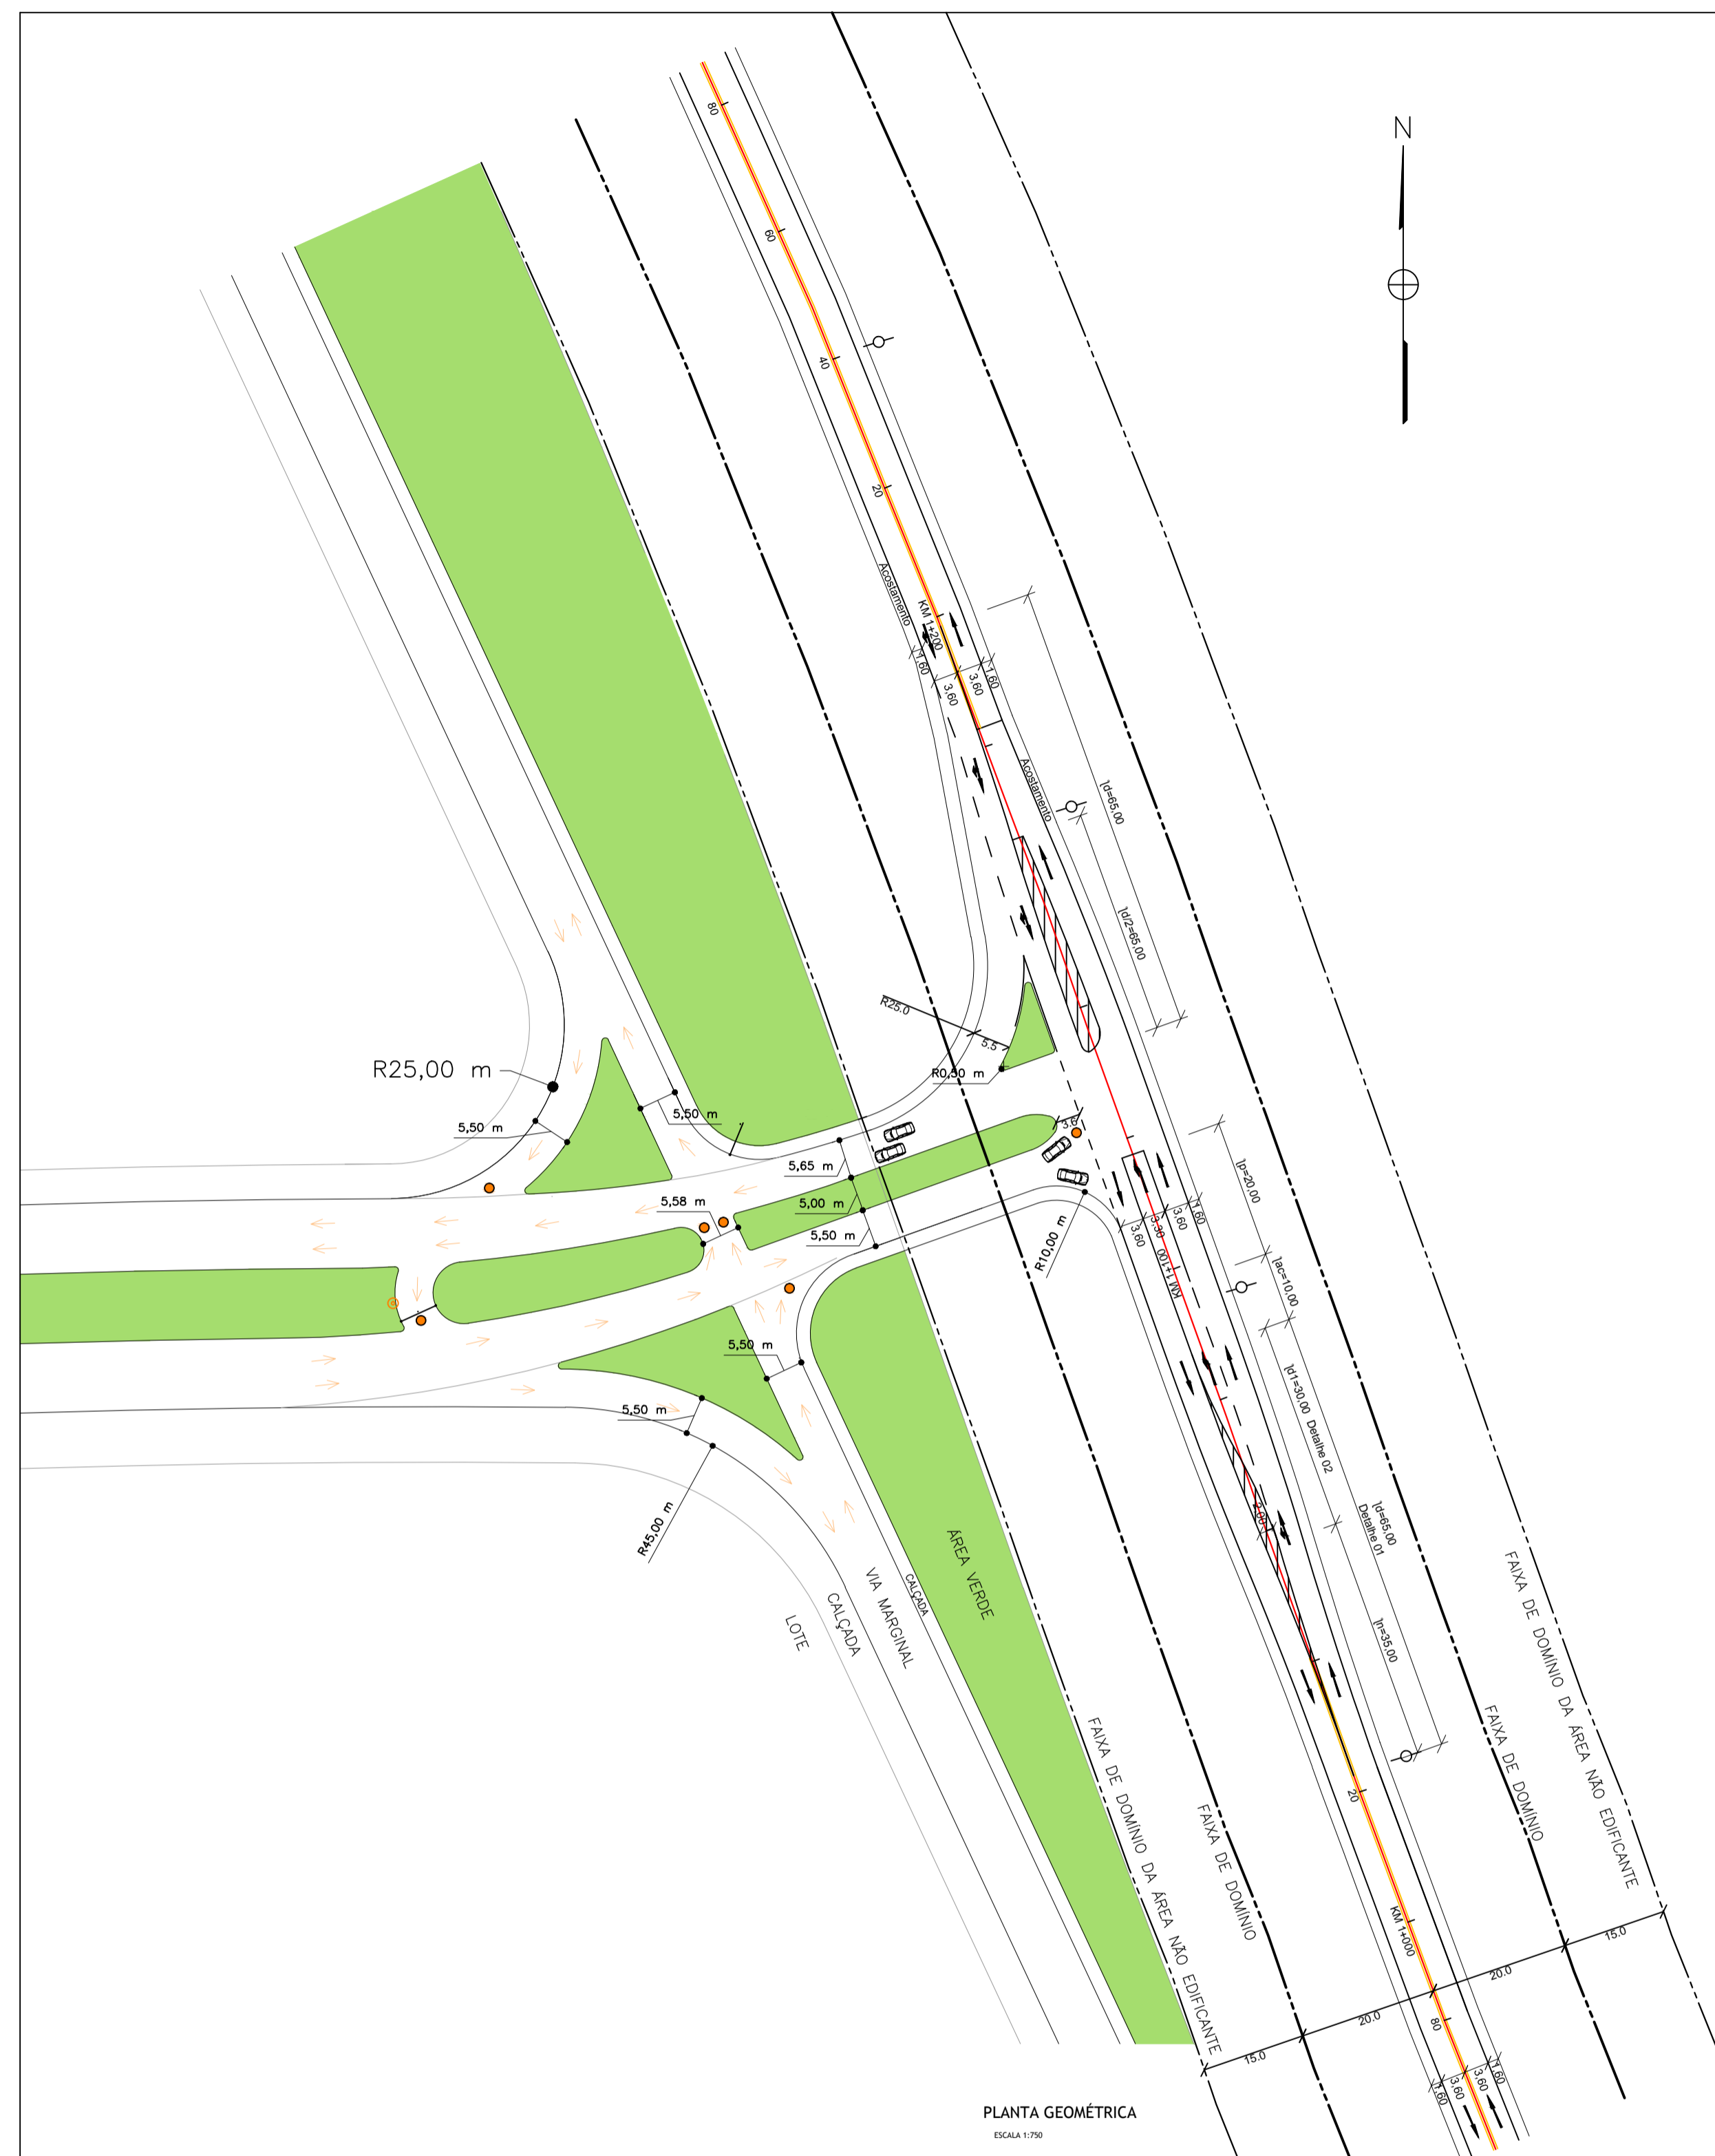 N
80
60
40
20
Acostamento
KM 1+200
1.60
3,60
3,60
1.60
Acostamento
ld=65,00
ld/2=65,00
R25.0
5.5
R0,50 m
R25,00 m
5,50 m
5,50 m
5,65 m
5,00 m
5,50 m
5,58 m
3.6
R10,00 m
3,60
3,30
3,60
1.60
KM 1+100
lp=20,00
lac=10,00
ld1=30,00 Detalhe 02
ld=65,00
Detalhe 01
ln=35,00
2,00
5,50 m
5,50 m
R45,00 m
ÁREA VERDE
CALÇADA
VIA MARGINAL
CALÇADA
LOTE
FAIXA DE DOMÍNIO DA ÁREA NÃO EDIFICANTE
FAIXA DE DOMÍNIO
FAIXA DE DOMÍNIO
FAIXA DE DOMÍNIO DA ÁREA NÃO EDIFICANTE
20
KM 1+000
80
15.0
20.0
20.0
15.0
1.60
3,60
3,60
1.60
PLANTA GEOMÉTRICA
ESCALA 1:750